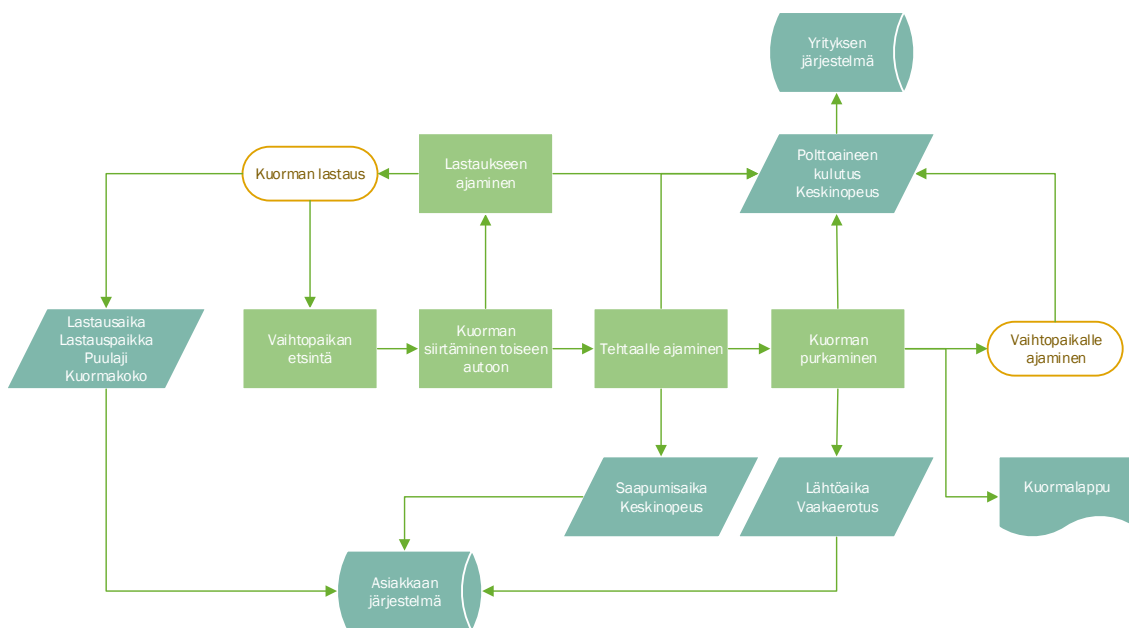 Yrityksen
järjestelmä
Kuorman lastaus
Lastaukseen
ajaminen
Polttoaineen
kulutus
Keskinopeus
Lastausaika
Lastauspaikka
Puulaji
Kuormakoko
Vaihtopaikan
etsintä
Kuorman
siirtäminen toiseen
autoon
Tehtaalle ajaminen
Kuorman
purkaminen
Vaihtopaikalle
ajaminen
Saapumisaika
Keskinopeus
Lähtöaika
Vaakaerotus
Kuormalappu
Asiakkaan
järjestelmä